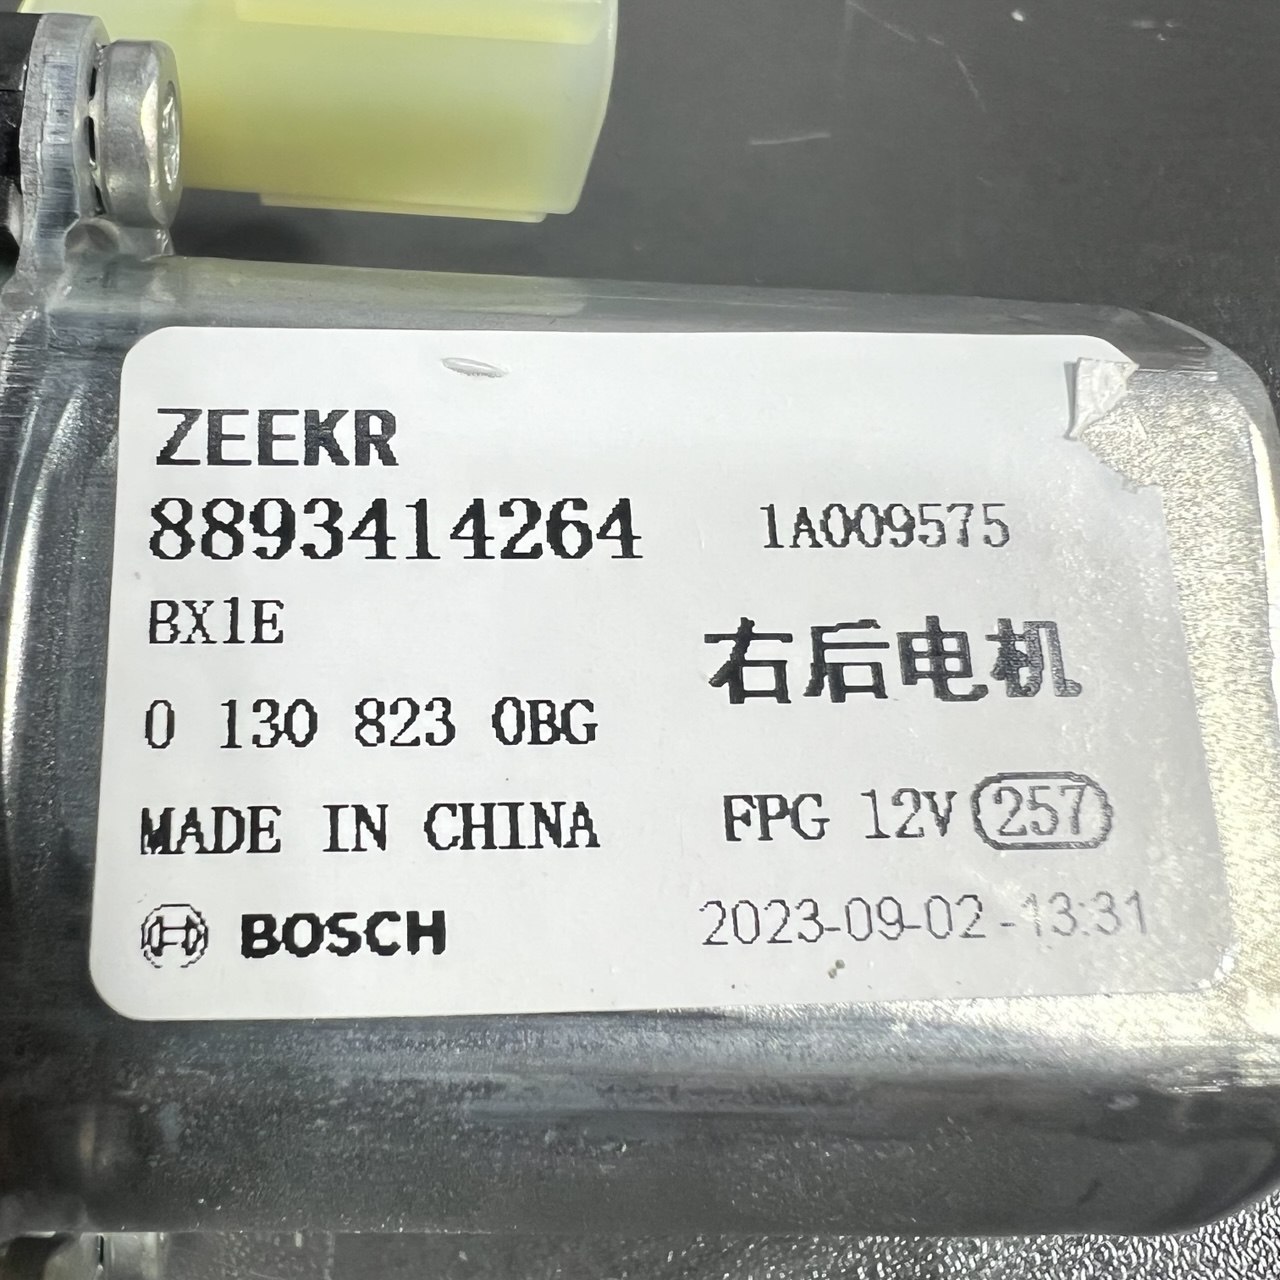 ZEEKR
8893414264
1A009575
BX1E
右后电机
0 130 823 0BG
MADE IN CHINA
FPG 12V 257
BOSCH
2023-09-02-13:31